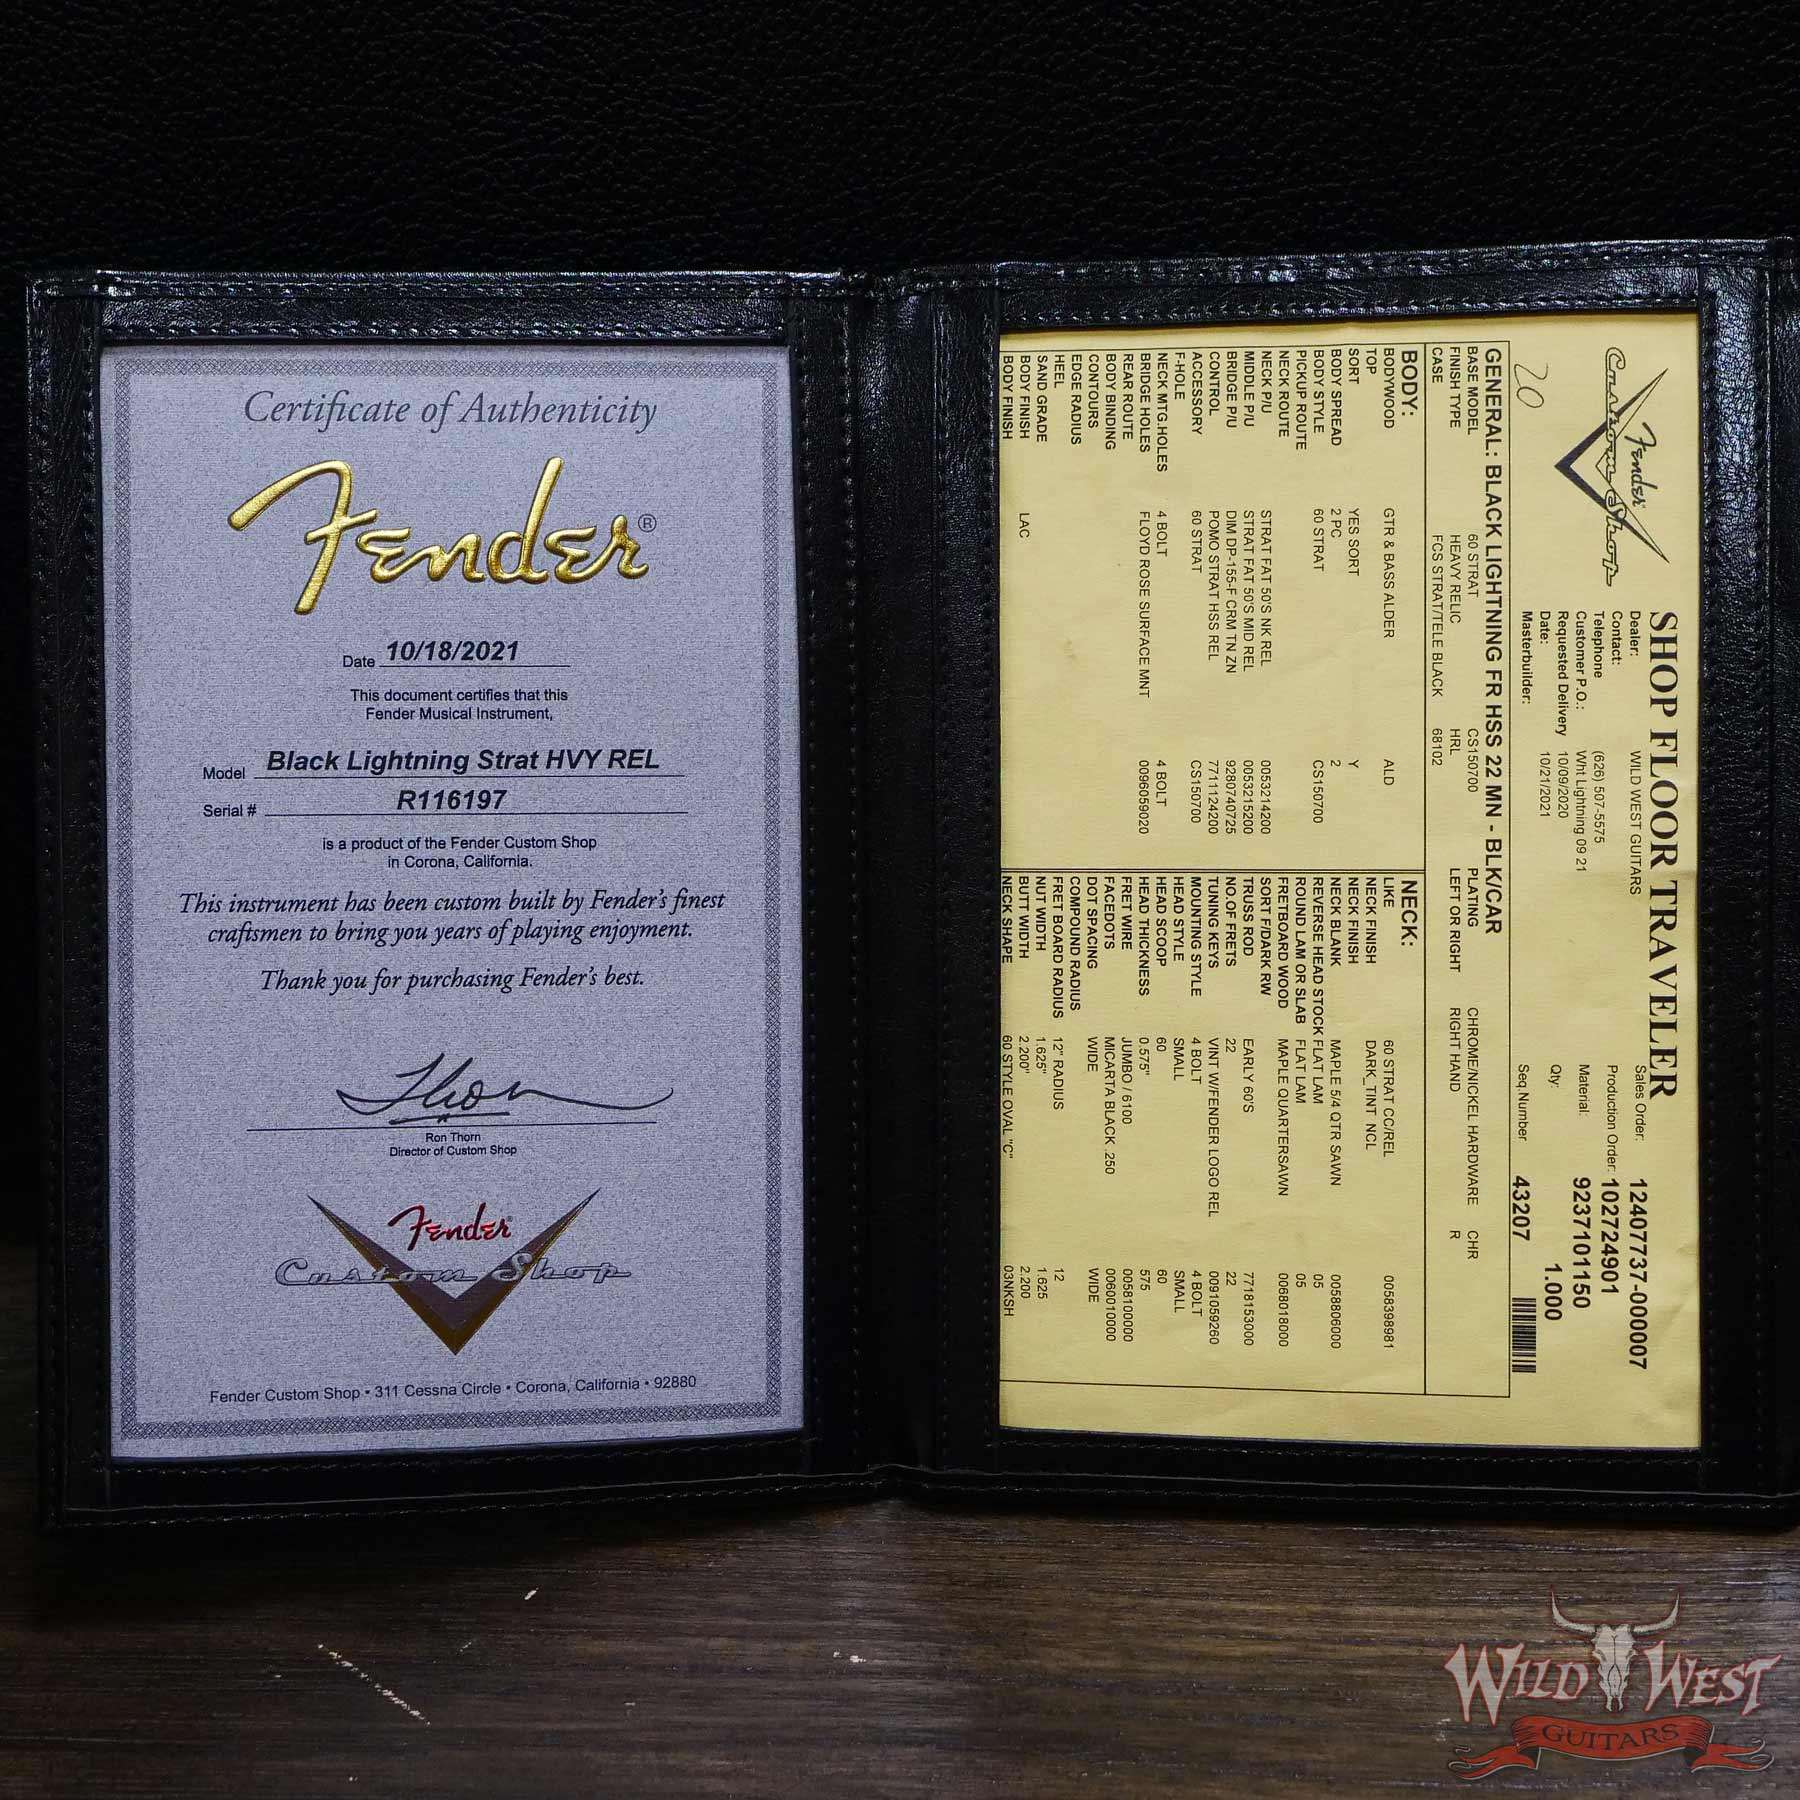 Certificate of Authenticity
Fender®
Date 10/18/2021
This document certifies that this
Fender Musical Instrument,
Model Black Lightning Strat HVY REL
Serial # R116197
is a product of the Fender Custom Shop
in Corona, California.
This instrument has been custom built by Fender's finest
craftsmen to bring you years of playing enjoyment.
Thank you for purchasing Fender's best.
Ron Thorn
Director of Custom Shop
Fender
Custom Shop
Fender Custom Shop • 311 Cessna Circle • Corona, California • 92880
Fender
Custom Shop
20
SHOP FLOOR TRAVELER
Dealer: WILD WEST GUITARS
Contact:
Telephone (626) 507-5575
Customer P.O.: Wht Lightning 09 21
Requested Delivery 10/09/2020
Date: 10/21/2021
Masterbuilder:
Sales Order: 12407737-000007
Production Order: 102724901
Material: 9237101150
Qty: 1.000
Seq.Number 43207
GENERAL: BLACK LIGHTNING FR HSS 22 MN - BLK/CAR
BASE MODEL 60 STRAT CS150700 PLATING CHROME/NICKEL HARDWARE CHR
FINISH TYPE HEAVY RELIC HRL LEFT OR RIGHT RIGHT HAND R
CASE FCS STRAT/TELE BLACK 68102
BODY:
BODYWOOD GTR & BASS ALDER ALD
TOP
SORT YES SORT Y
BODY SPREAD 2 PC 2
BODY STYLE 60 STRAT CS150700
PICKUP ROUTE
NECK ROUTE
NECK P/U STRAT FAT 50'S NK REL 0053214200
MIDDLE P/U STRAT FAT 50'S MID REL 0053215200
BRIDGE P/U DIM DP-155-F CRM TN ZN 9280740725
CONTROL POMO STRAT HSS REL 7711124200
ACCESSORY 60 STRAT CS150700
F-HOLE
NECK MTG.HOLES 4 BOLT 4 BOLT
BRIDGE HOLES FLOYD ROSE SURFACE MNT 0096059020
REAR ROUTE
BODY BINDING
CONTOURS
EDGE RADIUS
HEEL
SAND GRADE
BODY FINISH LAC
BODY FINISH
NECK:
LIKE 60 STRAT CC/REL 0058398981
NECK FINISH DARK_TINT NCL
NECK FINISH
NECK BLANK MAPLE 5/4 QTR SAWN 0058806000
REVERSE HEAD STOCK FLAT LAM 05
ROUND LAM OR SLAB FLAT LAM 05
FRETBOARD WOOD MAPLE QUARTERSAWN 0068018000
SORT F/DARK RW
TRUSS ROD EARLY 60'S 7718153000
NO.OF FRETS 22 22
TUNING KEYS VINT W/FENDER LOGO REL 0091059260
MOUNTING STYLE 4 BOLT 4 BOLT
HEAD STYLE SMALL SMALL
HEAD SCOOP 60 60
HEAD THICKNESS 0.575" 575
FRET WIRE JUMBO / 6100 0058100000
FACEDOTS MICARTA BLACK .250 0060010000
DOT SPACING WIDE WIDE
COMPOUND RADIUS
FRET BOARD RADIUS 12" RADIUS 12
NUT WIDTH 1.625" 1.625
BUTT WIDTH 2.200" 2.200
NECK SHAPE 60 STYLE OVAL "C" 03NKSH
WILD WEST
GUITARS